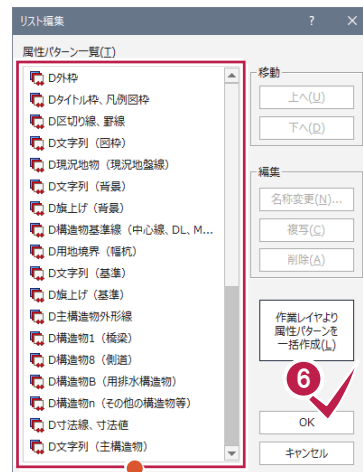 リスト編集 ? ×
属性パターン一覧(T)
D外枠
Dタイトル枠、凡例図枠
D区切り線、罫線
D文字列（図枠）
D現況地物（現況地盤線）
D文字列（背景）
D旗上げ（背景）
D構造物基準線（中心線、DL、M...
D用地境界（幅杭）
D文字列（基準）
D旗上げ（基準）
D主構造物外形線
D構造物1（橋梁）
D構造物8（側道）
D構造物B（用排水構造物）
D構造物n（その他の構造物等）
D寸法線、寸法値
D文字列（主構造物）
移動
上へ(U)
下へ(D)
編集
名称変更(N)...
複写(C)
削除(A)
作業レイヤより
属性パターンを
一括作成(L)
6
OK
キャンセル